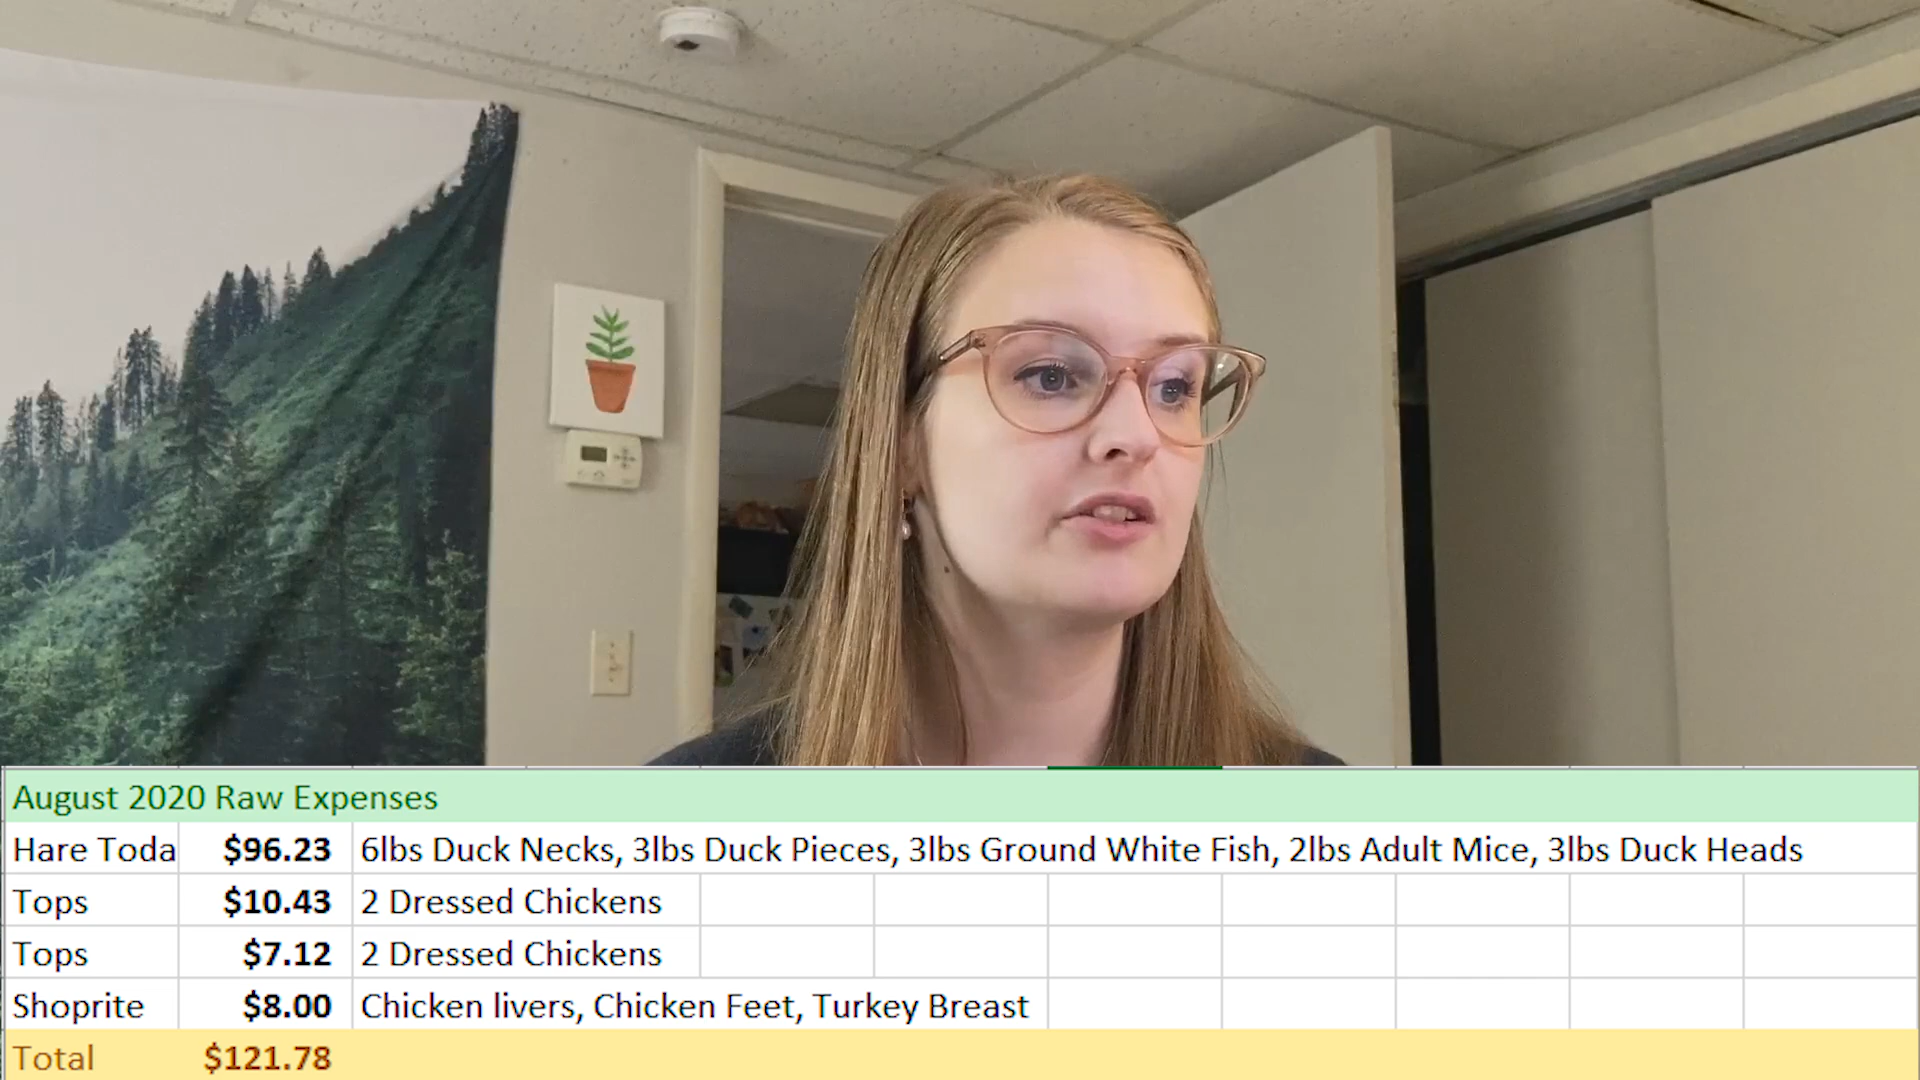 August 2020 Raw Expenses
Hare Toda $96.23 6lbs Duck Necks, 3lbs Duck Pieces, 3lbs Ground White Fish, 2lbs Adult Mice, 3lbs Duck Heads
Tops $10.43 2 Dressed Chickens
Tops $7.12 2 Dressed Chickens
Shoprite $8.00 Chicken livers, Chicken Feet, Turkey Breast
Total $121.78